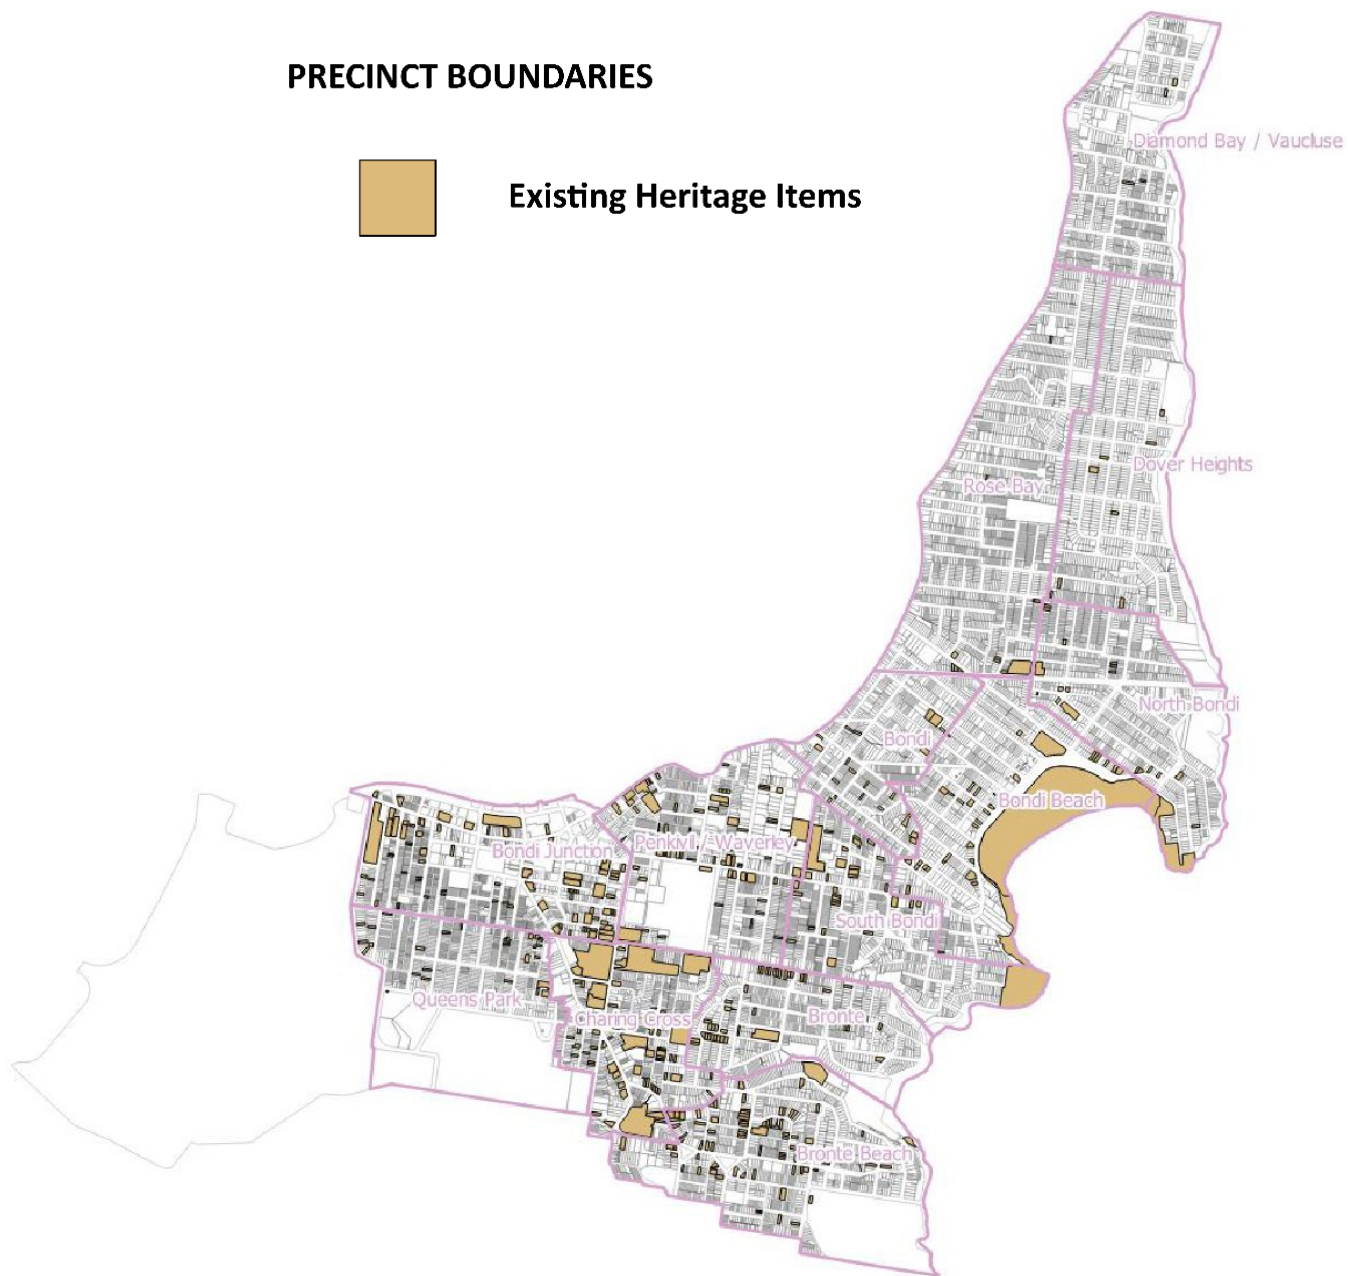 PRECINCT BOUNDARIES
Existing Heritage Items
Diamond Bay / Vaucluse
Dover Heights
Rose Bay
North Bondi
Bondi
Bondi Beach
Penkivil / Waverley
Bondi Junction
South Bondi
Queens Park
Charing Cross
Bronte
Bronte Beach